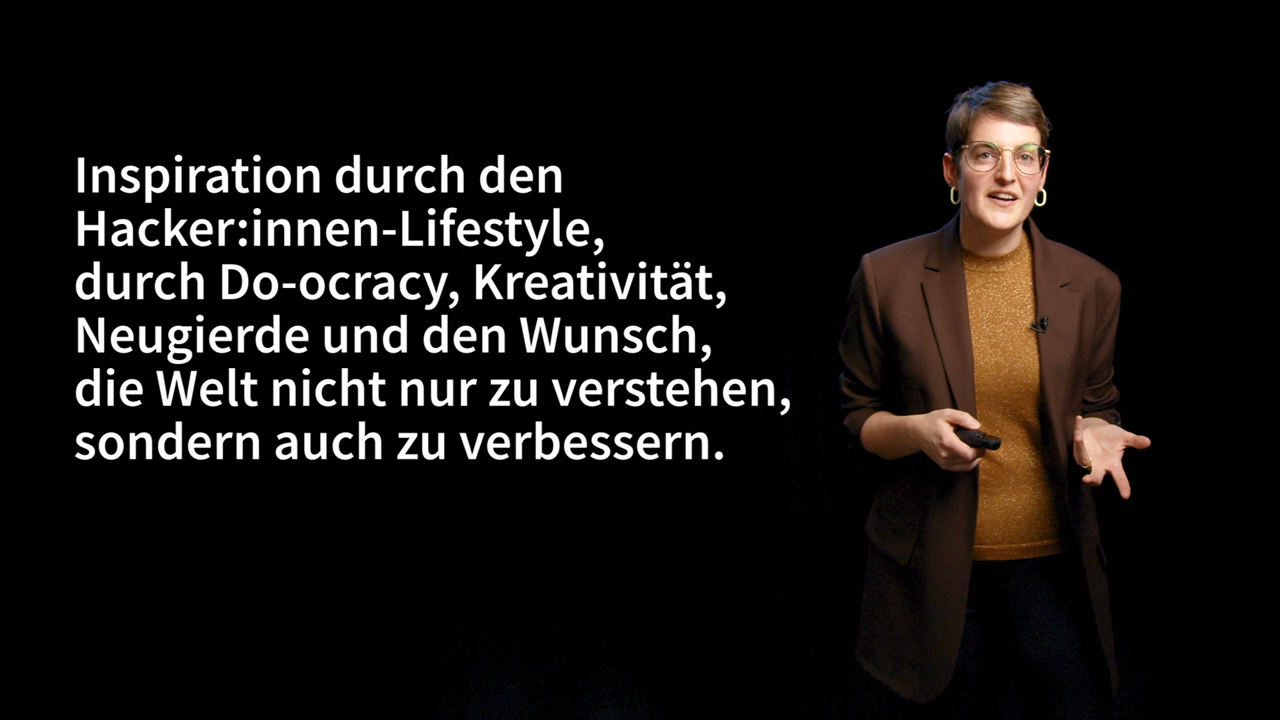 Inspiration durch den
Hacker:innen-Lifestyle,
durch Do-ocracy, Kreativität,
Neugierde und den Wunsch,
die Welt nicht nur zu verstehen,
sondern auch zu verbessern.